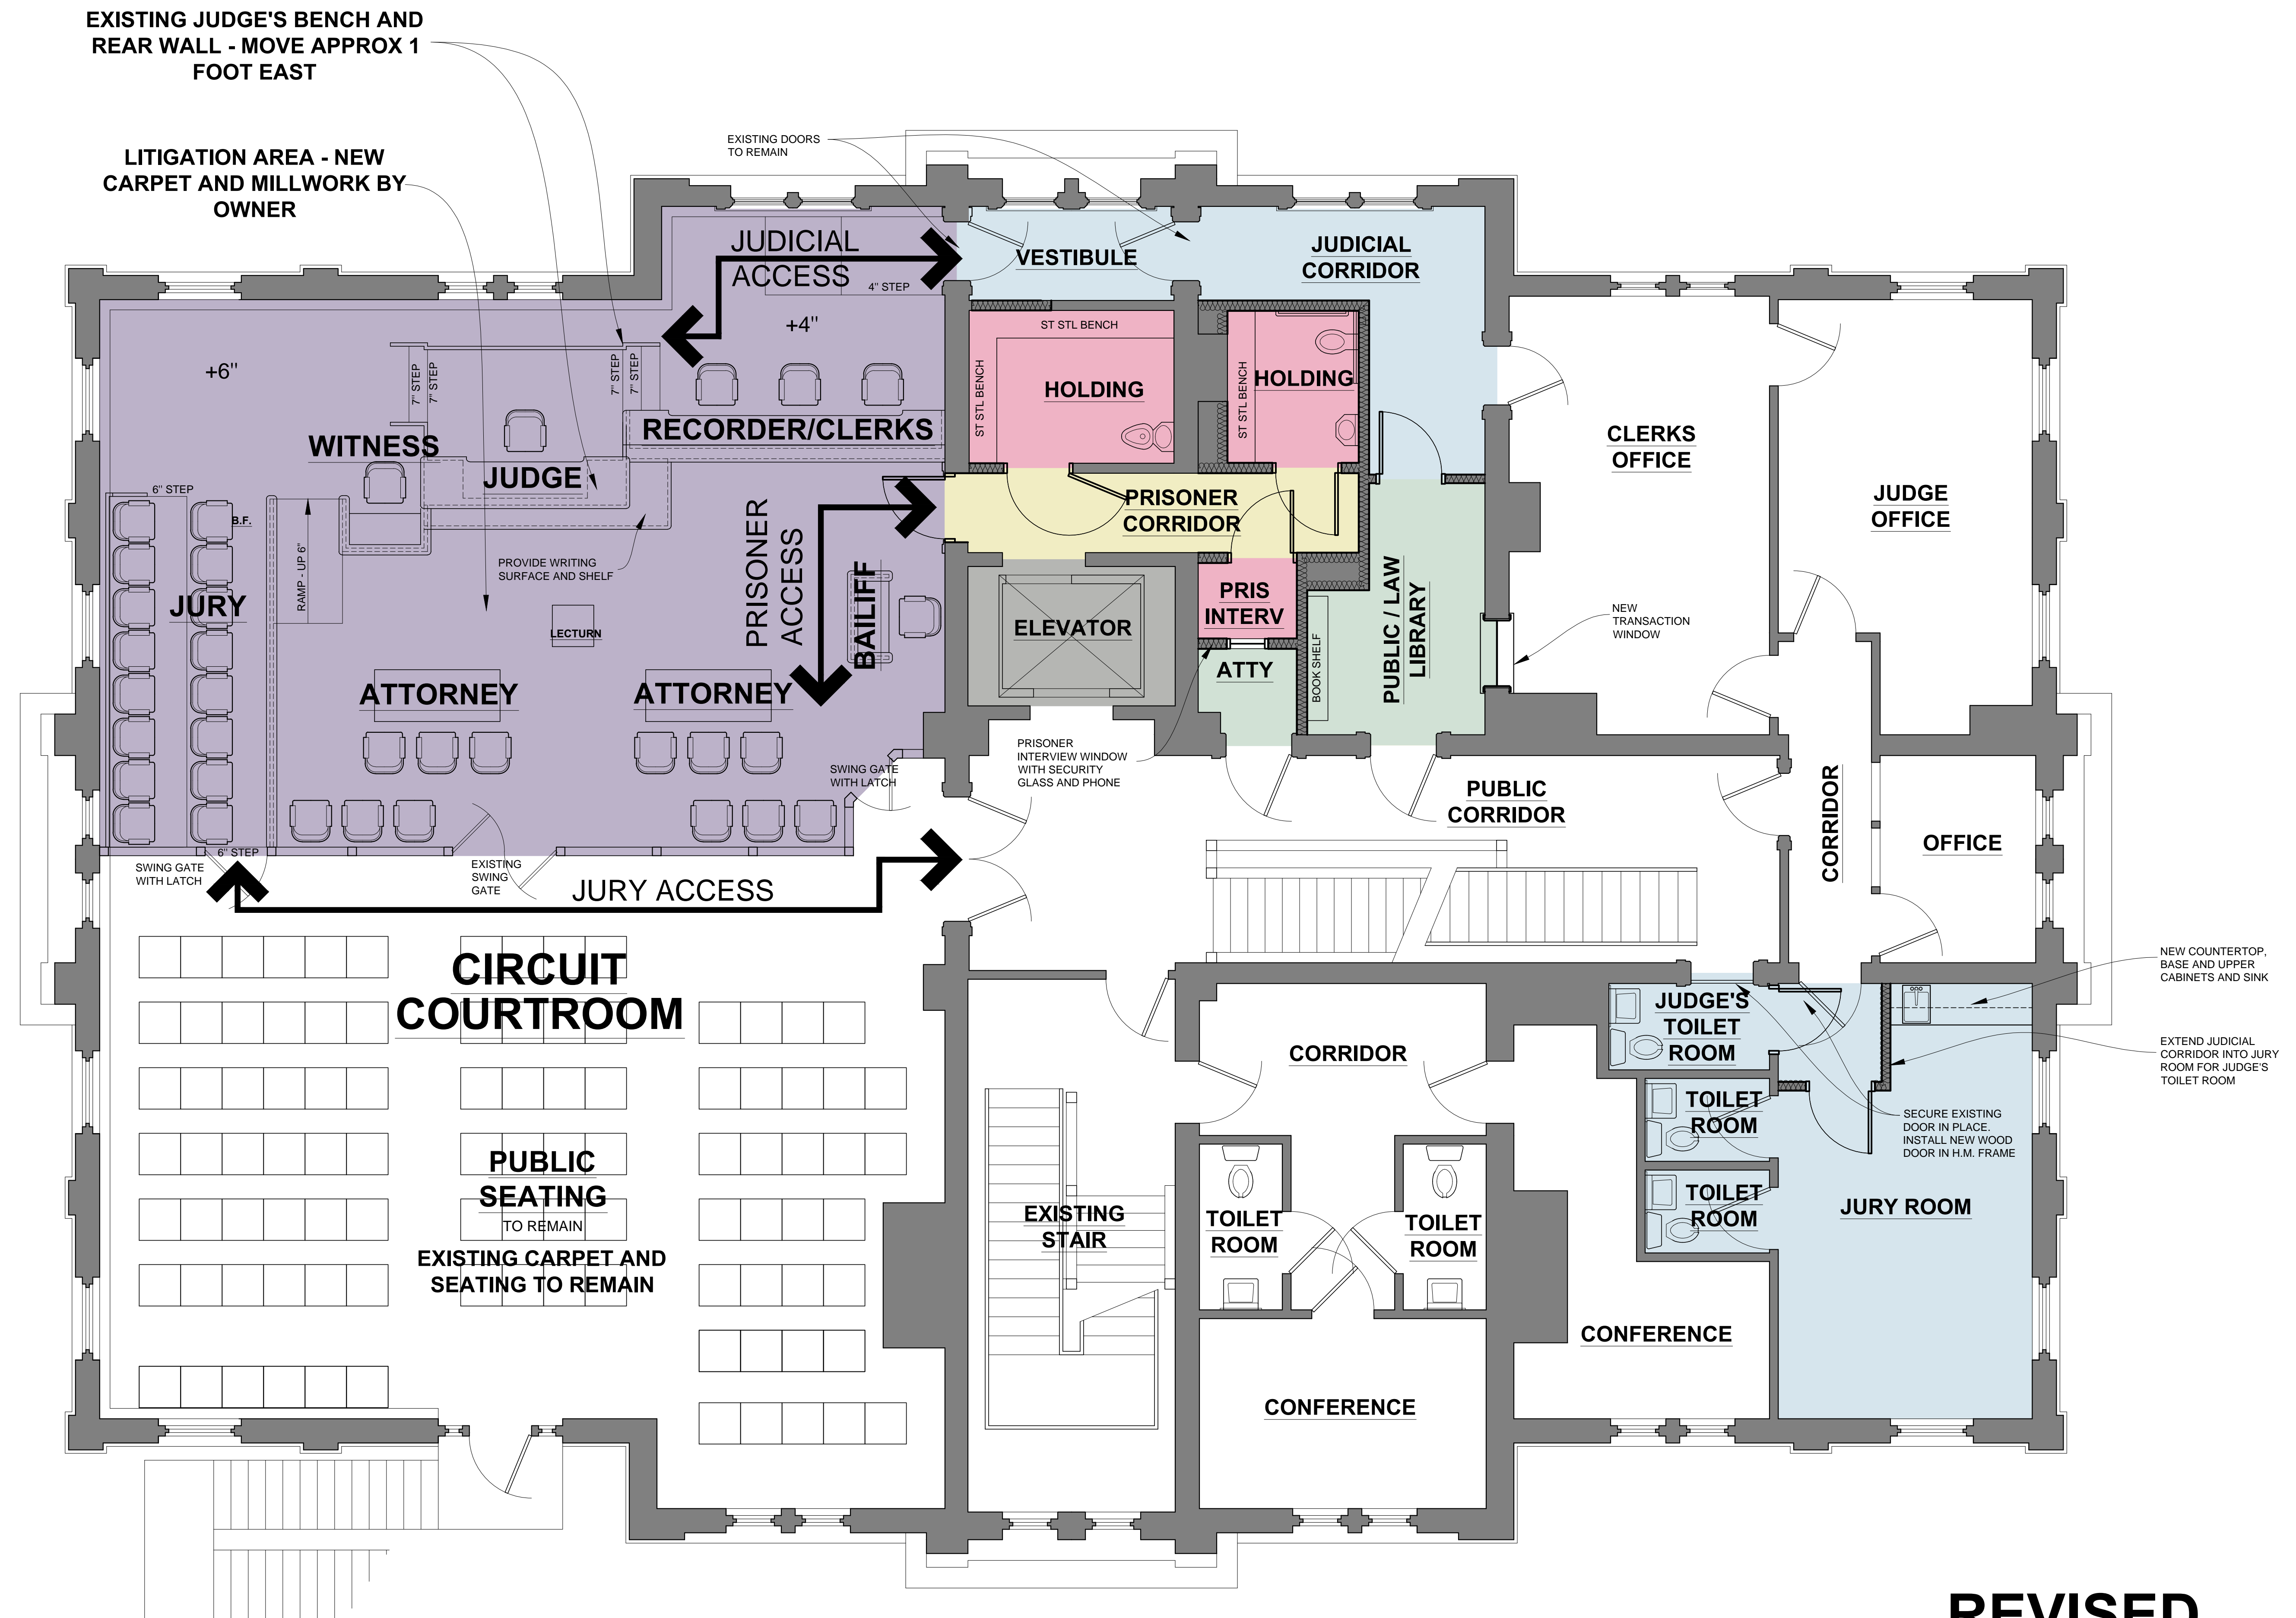 EXISTING JUDGE'S BENCH AND
REAR WALL - MOVE APPROX 1
FOOT EAST
LITIGATION AREA - NEW
CARPET AND MILLWORK BY
OWNER
EXISTING DOORS
TO REMAIN
JUDICIAL
ACCESS
4" STEP
+4"
+6"
VESTIBULE
JUDICIAL
CORRIDOR
ST STL BENCH
ST STL BENCH
HOLDING
ST STL BENCH
HOLDING
7" STEP
7" STEP
7" STEP
7" STEP
RECORDER/CLERKS
WITNESS
JUDGE
CLERKS
OFFICE
JUDGE
OFFICE
6" STEP
B.F.
JURY
RAMP - UP 6"
PROVIDE WRITING
SURFACE AND SHELF
LECTURN
PRISONER
ACCESS
BAILIFF
PRISONER
CORRIDOR
ELEVATOR
PRIS
INTERV
ATTY
BOOK SHELF
PUBLIC / LAW
LIBRARY
NEW
TRANSACTION
WINDOW
ATTORNEY
ATTORNEY
SWING GATE
WITH LATCH
PRISONER
INTERVIEW WINDOW
WITH SECURITY
GLASS AND PHONE
PUBLIC
CORRIDOR
CORRIDOR
OFFICE
6" STEP
SWING GATE
WITH LATCH
EXISTING
SWING
GATE
JURY ACCESS
CIRCUIT
COURTROOM
PUBLIC
SEATING
TO REMAIN
EXISTING CARPET AND
SEATING TO REMAIN
EXISTING
STAIR
CORRIDOR
TOILET
ROOM
TOILET
ROOM
CONFERENCE
CONFERENCE
JUDGE'S
TOILET
ROOM
TOILET
ROOM
TOILET
ROOM
JURY ROOM
NEW COUNTERTOP,
BASE AND UPPER
CABINETS AND SINK
EXTEND JUDICIAL
CORRIDOR INTO JURY
ROOM FOR JUDGE'S
TOILET ROOM
SECURE EXISTING
DOOR IN PLACE.
INSTALL NEW WOOD
DOOR IN H.M. FRAME
REVISED